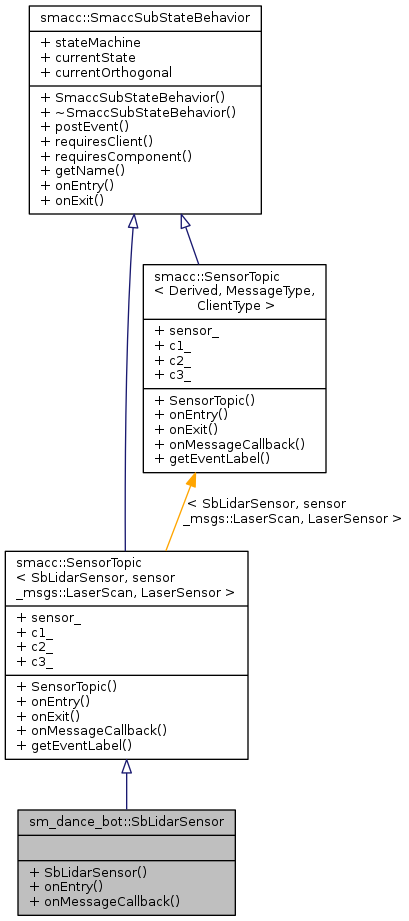 smacc::SmaccSubStateBehavior
+ stateMachine
+ currentState
+ currentOrthogonal
+ SmaccSubStateBehavior()
+ ~SmaccSubStateBehavior()
+ postEvent()
+ requiresClient()
+ requiresComponent()
+ getName()
+ onEntry()
+ onExit()
smacc::SensorTopic
< Derived, MessageType,
ClientType >
+ sensor_
+ c1_
+ c2_
+ c3_
+ SensorTopic()
+ onEntry()
+ onExit()
+ onMessageCallback()
+ getEventLabel()
< SbLidarSensor, sensor
_msgs::LaserScan, LaserSensor >
smacc::SensorTopic
< SbLidarSensor, sensor
_msgs::LaserScan, LaserSensor >
+ sensor_
+ c1_
+ c2_
+ c3_
+ SensorTopic()
+ onEntry()
+ onExit()
+ onMessageCallback()
+ getEventLabel()
sm_dance_bot::SbLidarSensor
+ SbLidarSensor()
+ onEntry()
+ onMessageCallback()